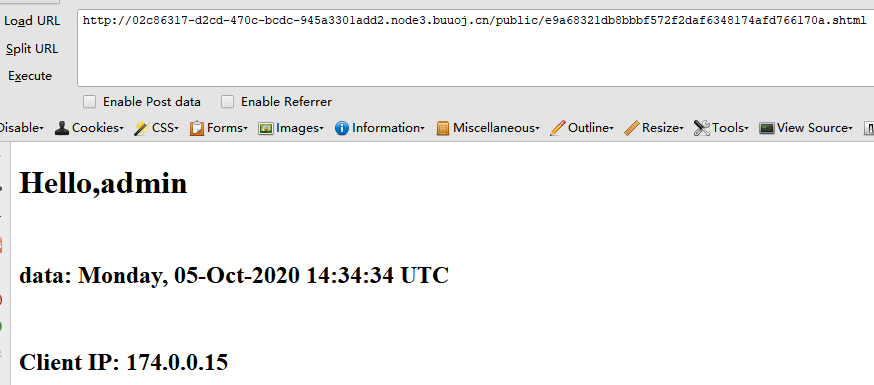 Load URL
http://02c86317-d2cd-470c-bcdc-945a3301add2.node3.buuoj.cn/public/e9a68321db8bbbf572f2daf6348174afd766170a.shtml
Split URL
Execute
Enable Post data Enable Referrer
Disable Cookies CSS Forms Images Information Miscellaneous Outline Resize Tools View Source
Hello,admin
data: Monday, 05-Oct-2020 14:34:34 UTC
Client IP: 174.0.0.15